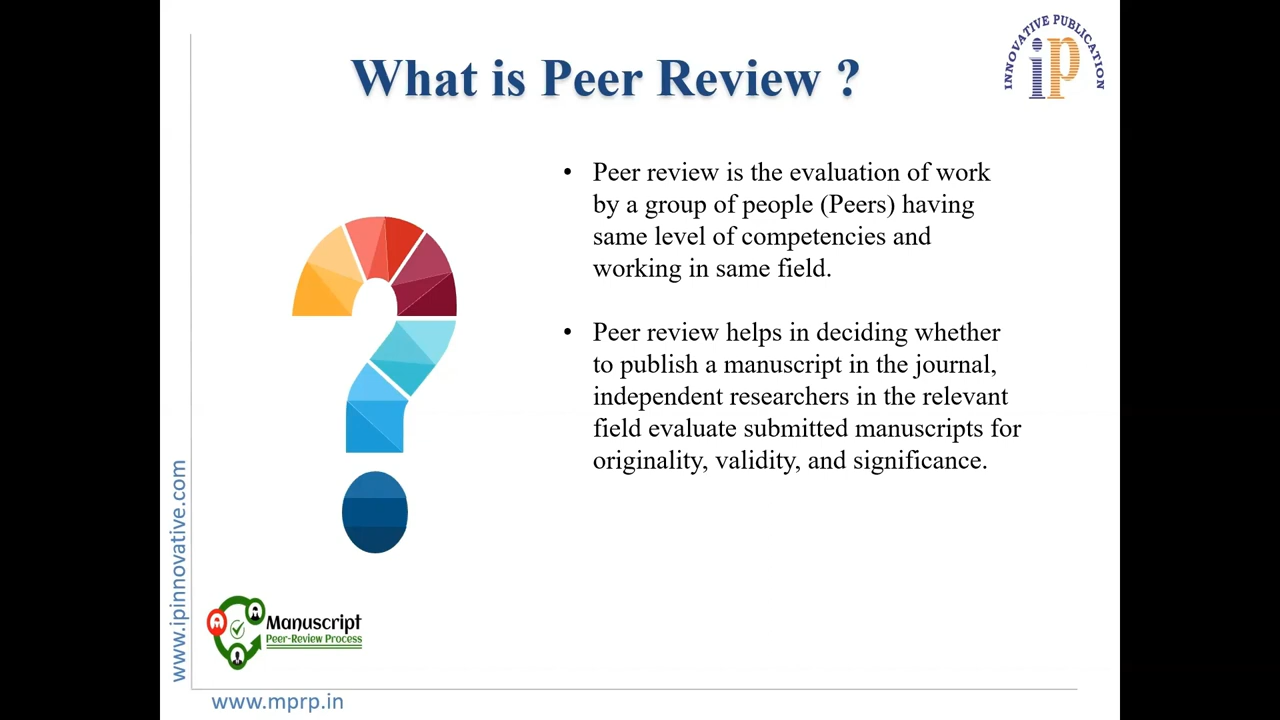 What is Peer Review ?
INNOVATIVE PUBLICATION
iP
• Peer review is the evaluation of work
by a group of people (Peers) having
same level of competencies and
working in same field.
• Peer review helps in deciding whether
to publish a manuscript in the journal,
independent researchers in the relevant
field evaluate submitted manuscripts for
originality, validity, and significance.
?
www.ipinnovative.com
Manuscript
Peer-Review Process
www.mprp.in